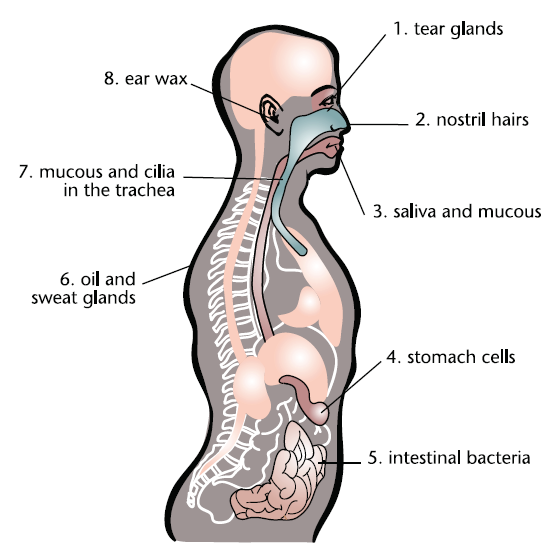 1. tear glands
2. nostril hairs
3. saliva and mucous
4. stomach cells
5. intestinal bacteria
6. oil and
sweat glands
7. mucous and cilia
in the trachea
8. ear wax